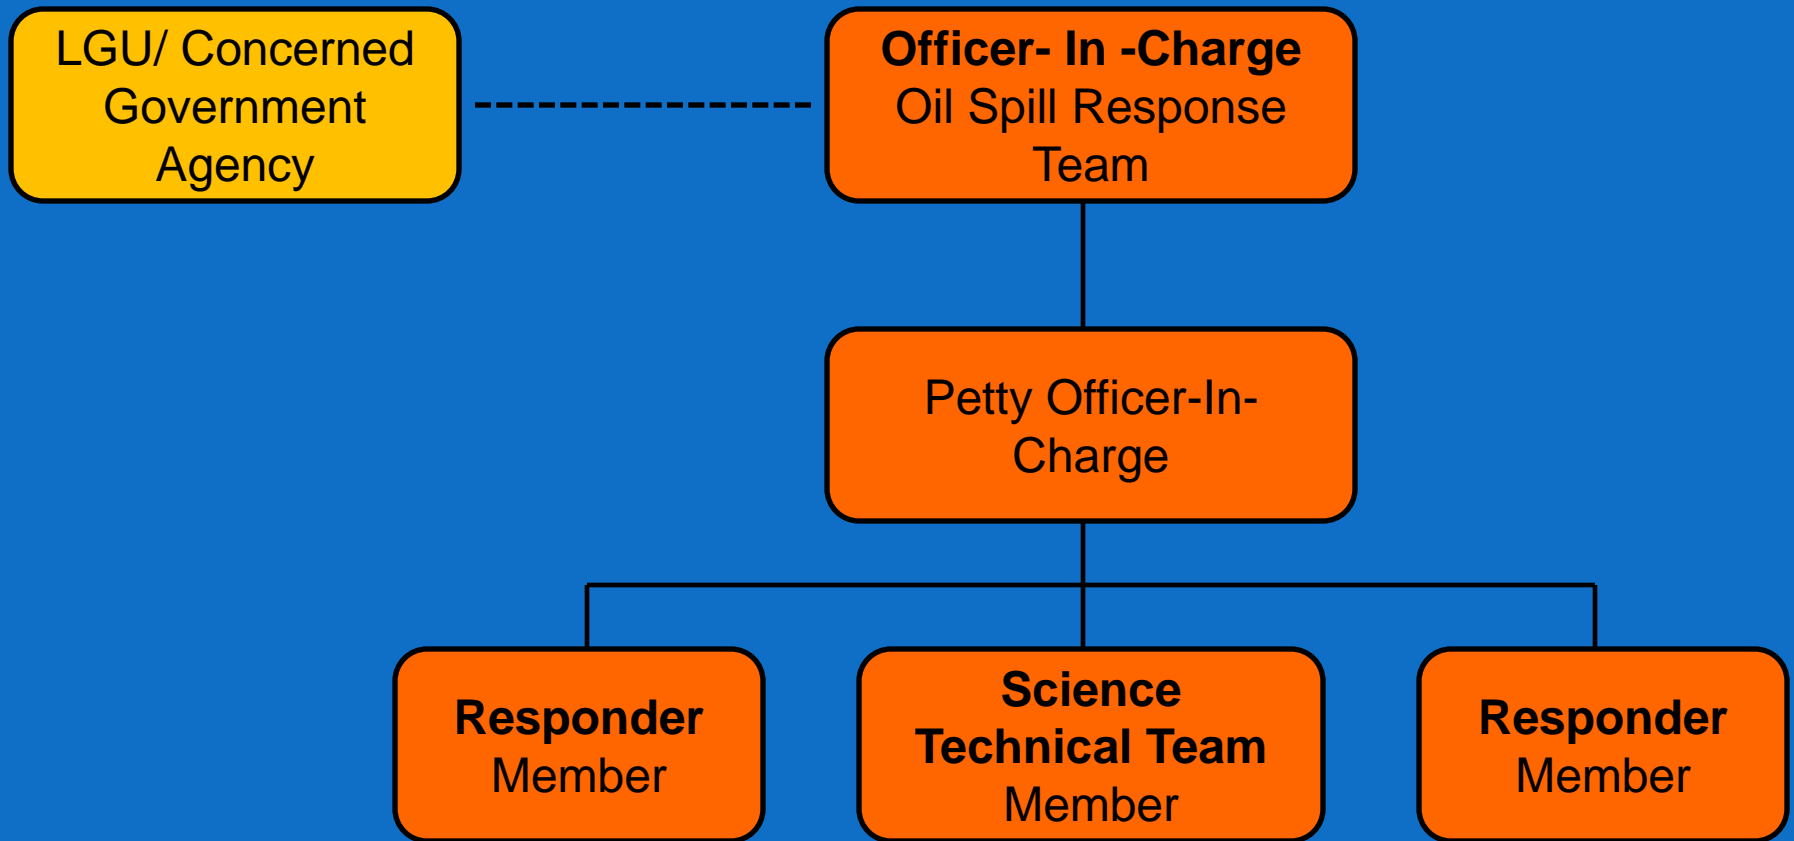 LGU/ Concerned
Government
Agency
Officer- In -Charge
Oil Spill Response
Team
Petty Officer-In-
Charge
Responder
Member
Science
Technical Team
Member
Responder
Member